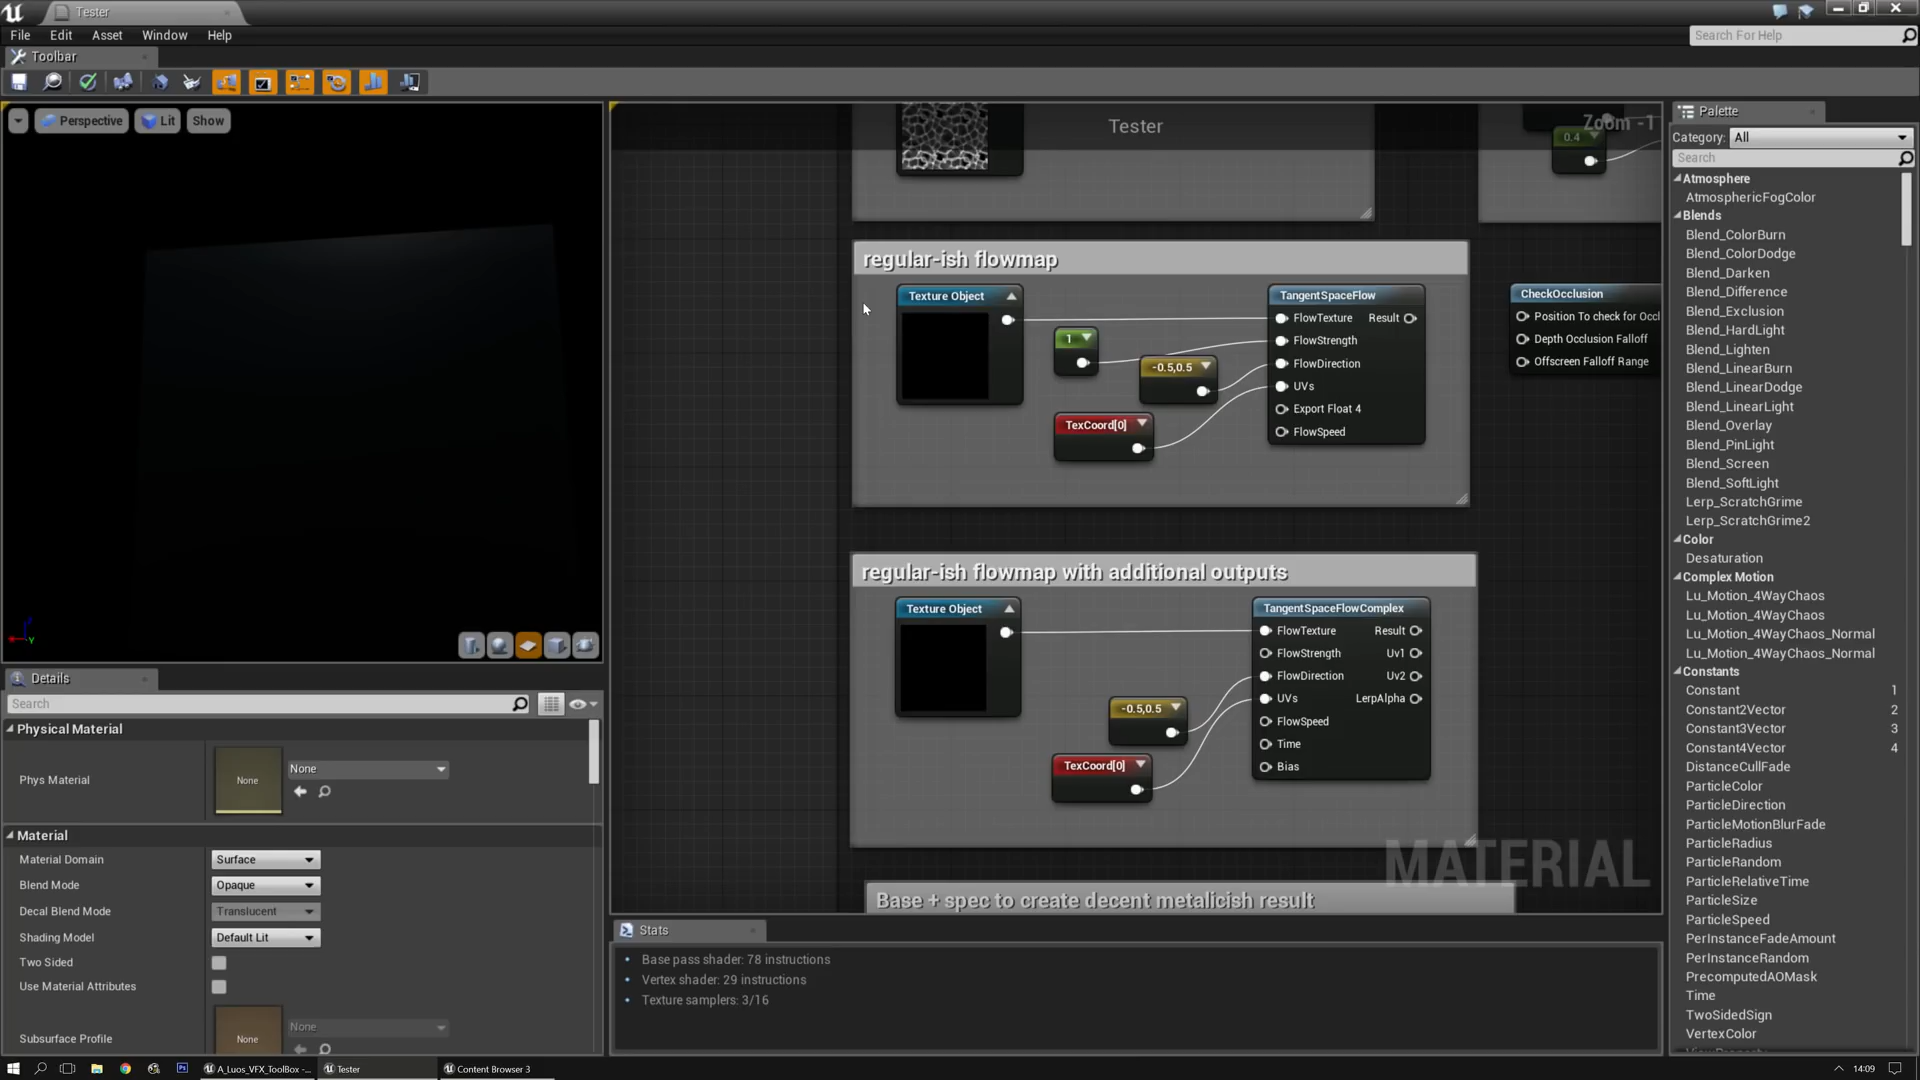 Tester
File Edit Asset Window Help
Search For Help
Toolbar
Perspective Lit Show
Tester
Zoom -1
0.4
regular-ish flowmap
Texture Object
1
-0.5,0.5
TexCoord[0]
TangentSpaceFlow
FlowTexture Result
FlowStrength
FlowDirection
UVs
Export Float 4
FlowSpeed
CheckOcclusion
Position To check for Occl
Depth Occlusion Falloff
Offscreen Falloff Range
regular-ish flowmap with additional outputs
Texture Object
-0.5,0.5
TexCoord[0]
TangentSpaceFlowComplex
FlowTexture Result
FlowStrength Uv1
FlowDirection Uv2
UVs LerpAlpha
FlowSpeed
Time
Bias
MATERIAL
Base + spec to create decent metalicish result
Stats
Base pass shader: 78 instructions
Vertex shader: 29 instructions
Texture samplers: 3/16
Details
Search
Physical Material
Phys Material None None
Material
Material Domain Surface
Blend Mode Opaque
Decal Blend Mode Translucent
Shading Model Default Lit
Two Sided
Use Material Attributes
Subsurface Profile None None
Palette
Category: All
Search
Atmosphere
AtmosphericFogColor
Blends
Blend_ColorBurn
Blend_ColorDodge
Blend_Darken
Blend_Difference
Blend_Exclusion
Blend_HardLight
Blend_Lighten
Blend_LinearBurn
Blend_LinearDodge
Blend_LinearLight
Blend_Overlay
Blend_PinLight
Blend_Screen
Blend_SoftLight
Lerp_ScratchGrime
Lerp_ScratchGrime2
Color
Desaturation
Complex Motion
Lu_Motion_4WayChaos
Lu_Motion_4WayChaos
Lu_Motion_4WayChaos_Normal
Lu_Motion_4WayChaos_Normal
Constants
Constant 1
Constant2Vector 2
Constant3Vector 3
Constant4Vector 4
DistanceCullFade
ParticleColor
ParticleDirection
ParticleMotionBlurFade
ParticleRadius
ParticleRandom
ParticleRelativeTime
ParticleSize
ParticleSpeed
PerInstanceFadeAmount
PerInstanceRandom
PrecomputedAOMask
Time
TwoSidedSign
VertexColor
A_Luos_VFX_ToolBox -...
Tester
Content Browser 3
14:09